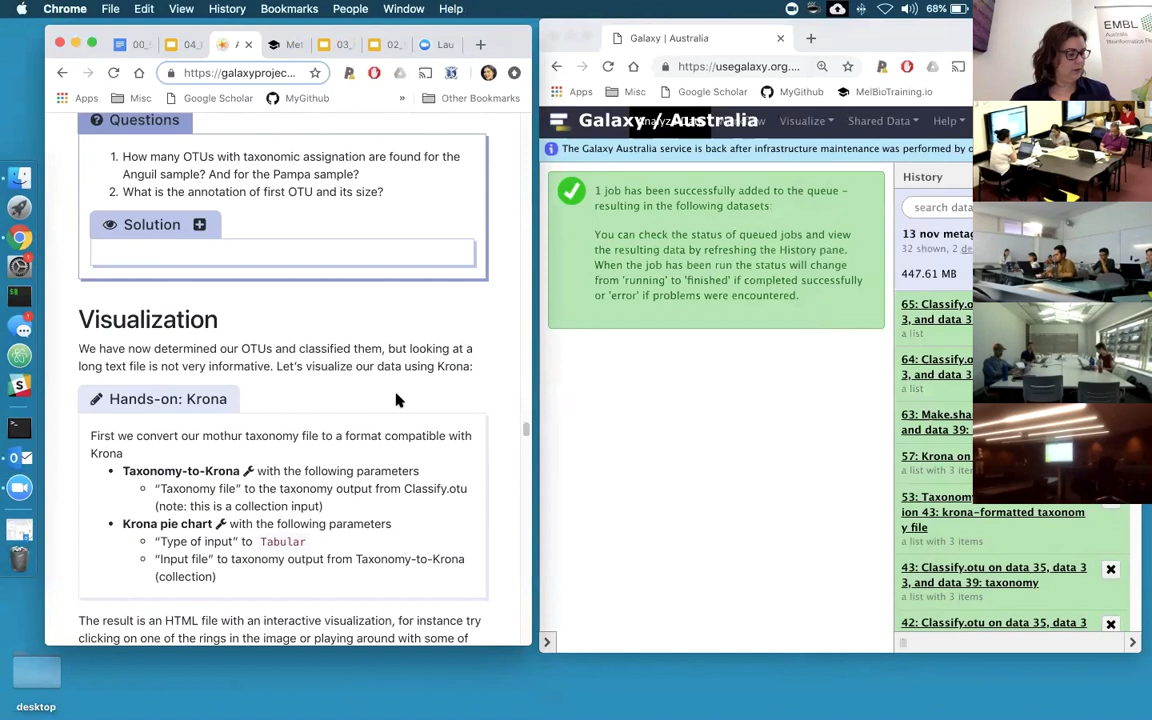 Chrome File Edit View History Bookmarks People Window Help
68%
EMBL
00_ 04_ A Met 03_ 02_ Lau
https://galaxyprojec...
Apps Misc Google Scholar MyGithub » Other Bookmarks
Questions
1. How many OTUs with taxonomic assignation are found for the
Anguil sample? And for the Pampa sample?
2. What is the annotation of first OTU and its size?
Solution
Visualization
We have now determined our OTUs and classified them, but looking at a
long text file is not very informative. Let's visualize our data using Krona:
Hands-on: Krona
First we convert our mothur taxonomy file to a format compatible with
Krona
• Taxonomy-to-Krona with the following parameters
◦ “Taxonomy file” to the taxonomy output from Classify.otu
(note: this is a collection input)
• Krona pie chart with the following parameters
◦ “Type of input” to Tabular
◦ “Input file” to taxonomy output from Taxonomy-to-Krona
(collection)
The result is an HTML file with an interactive visualization, for instance try
clicking on one of the rings in the image or playing around with some of
Galaxy | Australia
https://usegalaxy.org....
Apps Misc Google Scholar MyGithub MelBioTraining.io
Galaxy / Australia
Visualize Shared Data Help
The Galaxy Australia service is back after infrastructure maintenance was performed by o
1 job has been successfully added to the queue -
resulting in the following datasets:
You can check the status of queued jobs and view
the resulting data by refreshing the History pane.
When the job has been run the status will change
from 'running' to 'finished' if completed successfully
or 'error' if problems were encountered.
History
search data
13 nov metag
32 shown, 2 de
447.61 MB
65: Classify.o
3, and data 3
a list
64: Classify.o
3, and data 3
a list
63: Make.sha
and data 39:
57: Krona on
a list with 3 items
53: Taxonom
ion 43: krona-formatted taxonom
y file
a list with 3 items
43: Classify.otu on data 35, data 3
3, and data 39: taxonomy
a list with 3 items
42: Classify.otu on data 35, data 3
desktop